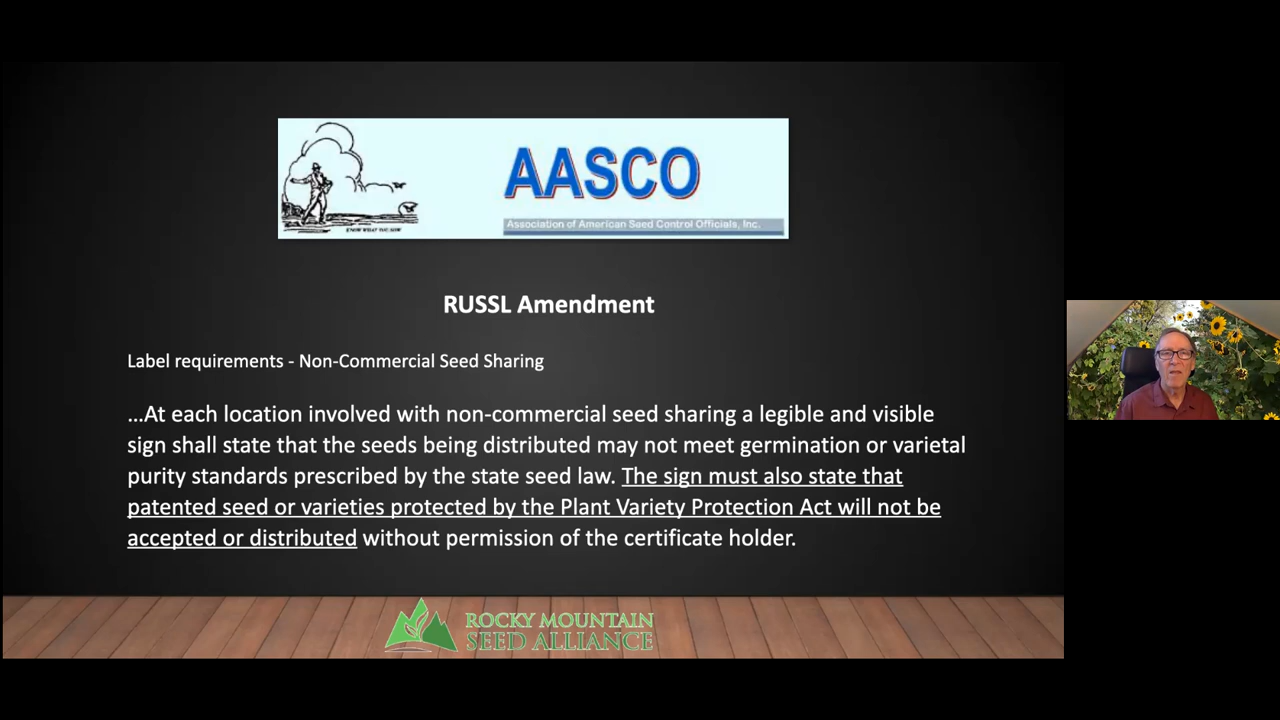 AASCO
Association of American Seed Control Officials, Inc.
KNOW WHAT YOU SOW
RUSSL Amendment
Label requirements - Non-Commercial Seed Sharing
...At each location involved with non-commercial seed sharing a legible and visible
sign shall state that the seeds being distributed may not meet germination or varietal
purity standards prescribed by the state seed law. The sign must also state that
patented seed or varieties protected by the Plant Variety Protection Act will not be
accepted or distributed without permission of the certificate holder.
ROCKY MOUNTAIN
SEED ALLIANCE